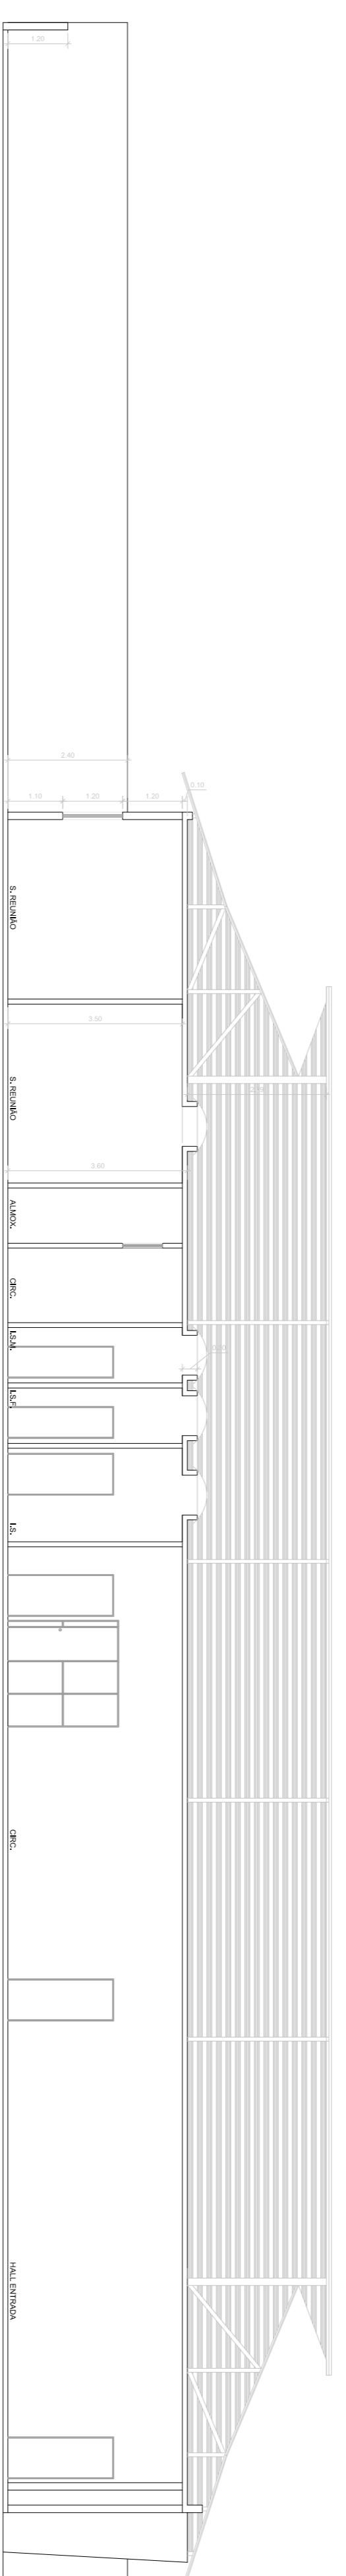 1.20
2.40
0.10
1.10
1.20
1.20
S. REUNIÃO
3.50
S. REUNIÃO
3.60
ALMOX.
CIRC.
I.S.M.
I.S.F.
I.S.
CIRC.
HALL ENTRADA